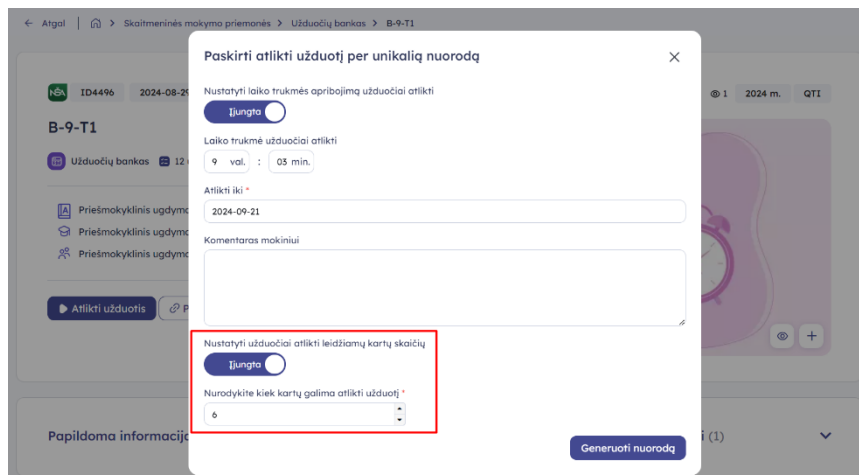 Atgal
Skaitmeninės mokymo priemonės > Užduočių bankas > B-9-T1
Paskirti atlikti užduotį per unikalią nuorodą
NŠA ID4496 2024-08-29
1 2024 m. QTI
Nustatyti laiko trukmės apribojimą užduočiai atlikti
Įjungta
B-9-T1
Laiko trukmė užduočiai atlikti
Užduočių bankas 12
9 val. : 03 min.
Atlikti iki *
2024-09-21
Priešmokyklinis ugdymo
Priešmokyklinis ugdymo
Priešmokyklinis ugdymo
Komentaras mokiniui
Atlikti užduotis P
Nustatyti užduočiai atlikti leidžiamų kartų skaičių
Įjungta
Nurodykite kiek kartų galima atlikti užduotį *
6
Papildoma informacija
Generuoti nuorodą
(1)